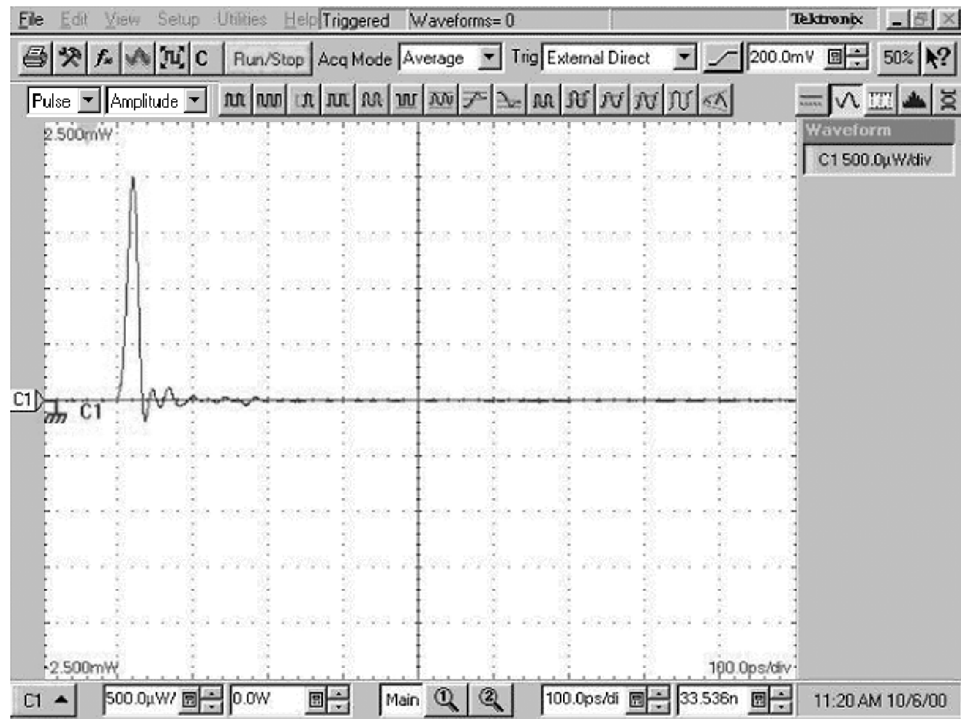 File Edit View Setup Utilities Help Triggered Waveforms= 0 Tektronix
C Run/Stop Acq Mode Average Trig External Direct 200.0mV 50%
Pulse Amplitude
2.500mW
Waveform
C1 500.0µW/div
C1
C1
-2.500mW
100.0ps/div
C1 500.0µW/ 0.0W Main 1 2 100.0ps/di 33.536n 11:20 AM 10/6/00